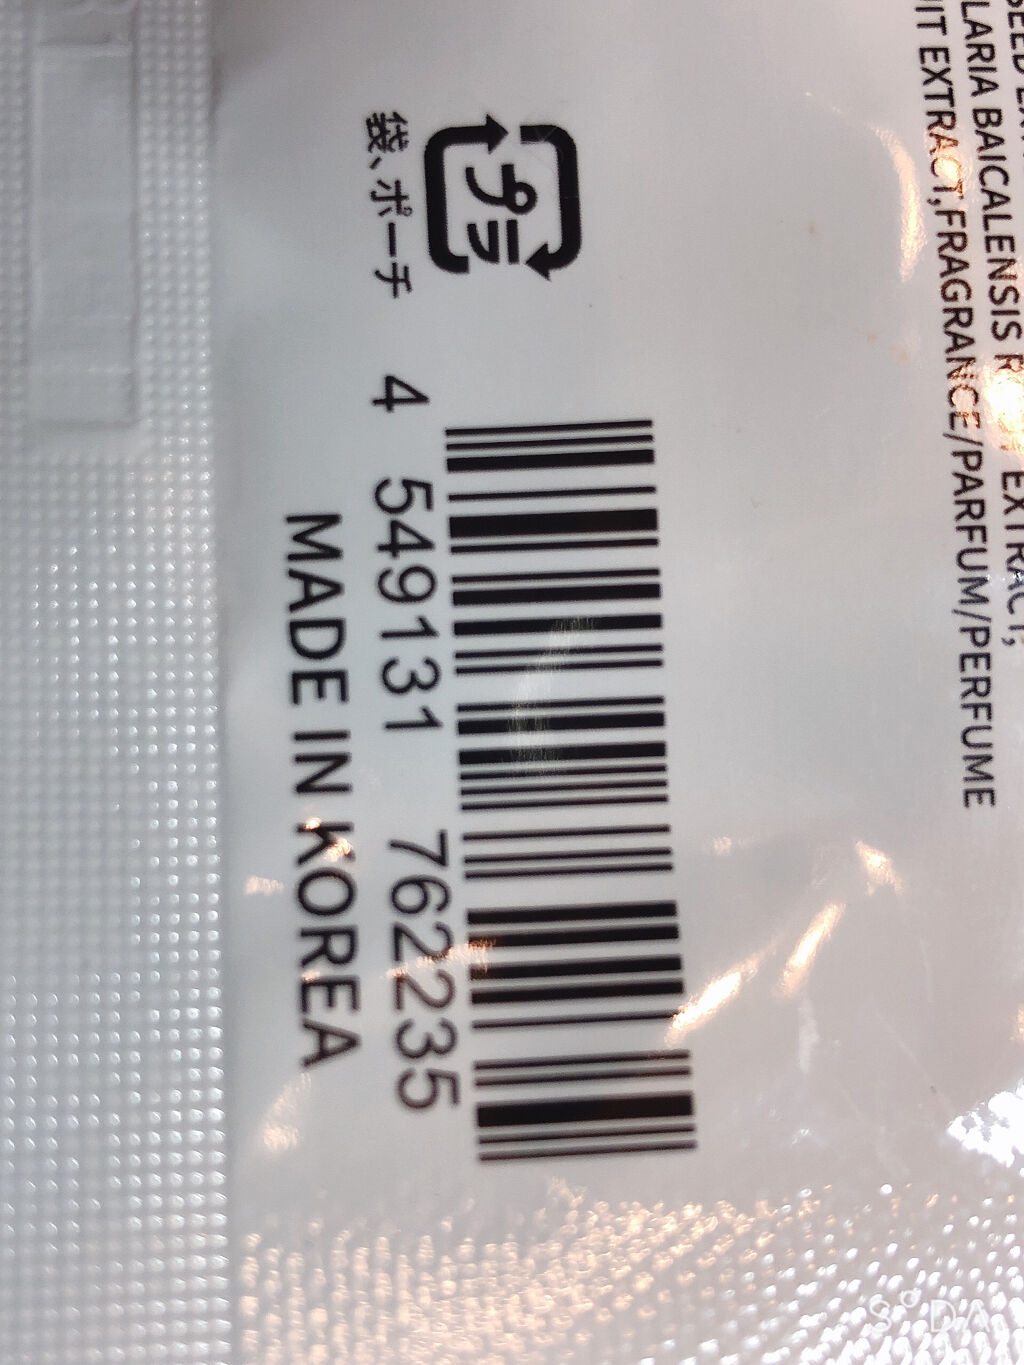 SEED
LARIA BAICALENSIS EXTRACT,
IT EXTRACT,FRAGRANCE/PARFUM/PERFUME
プラ
袋、ポーチ
4 549131 762235
MADE IN KOREA